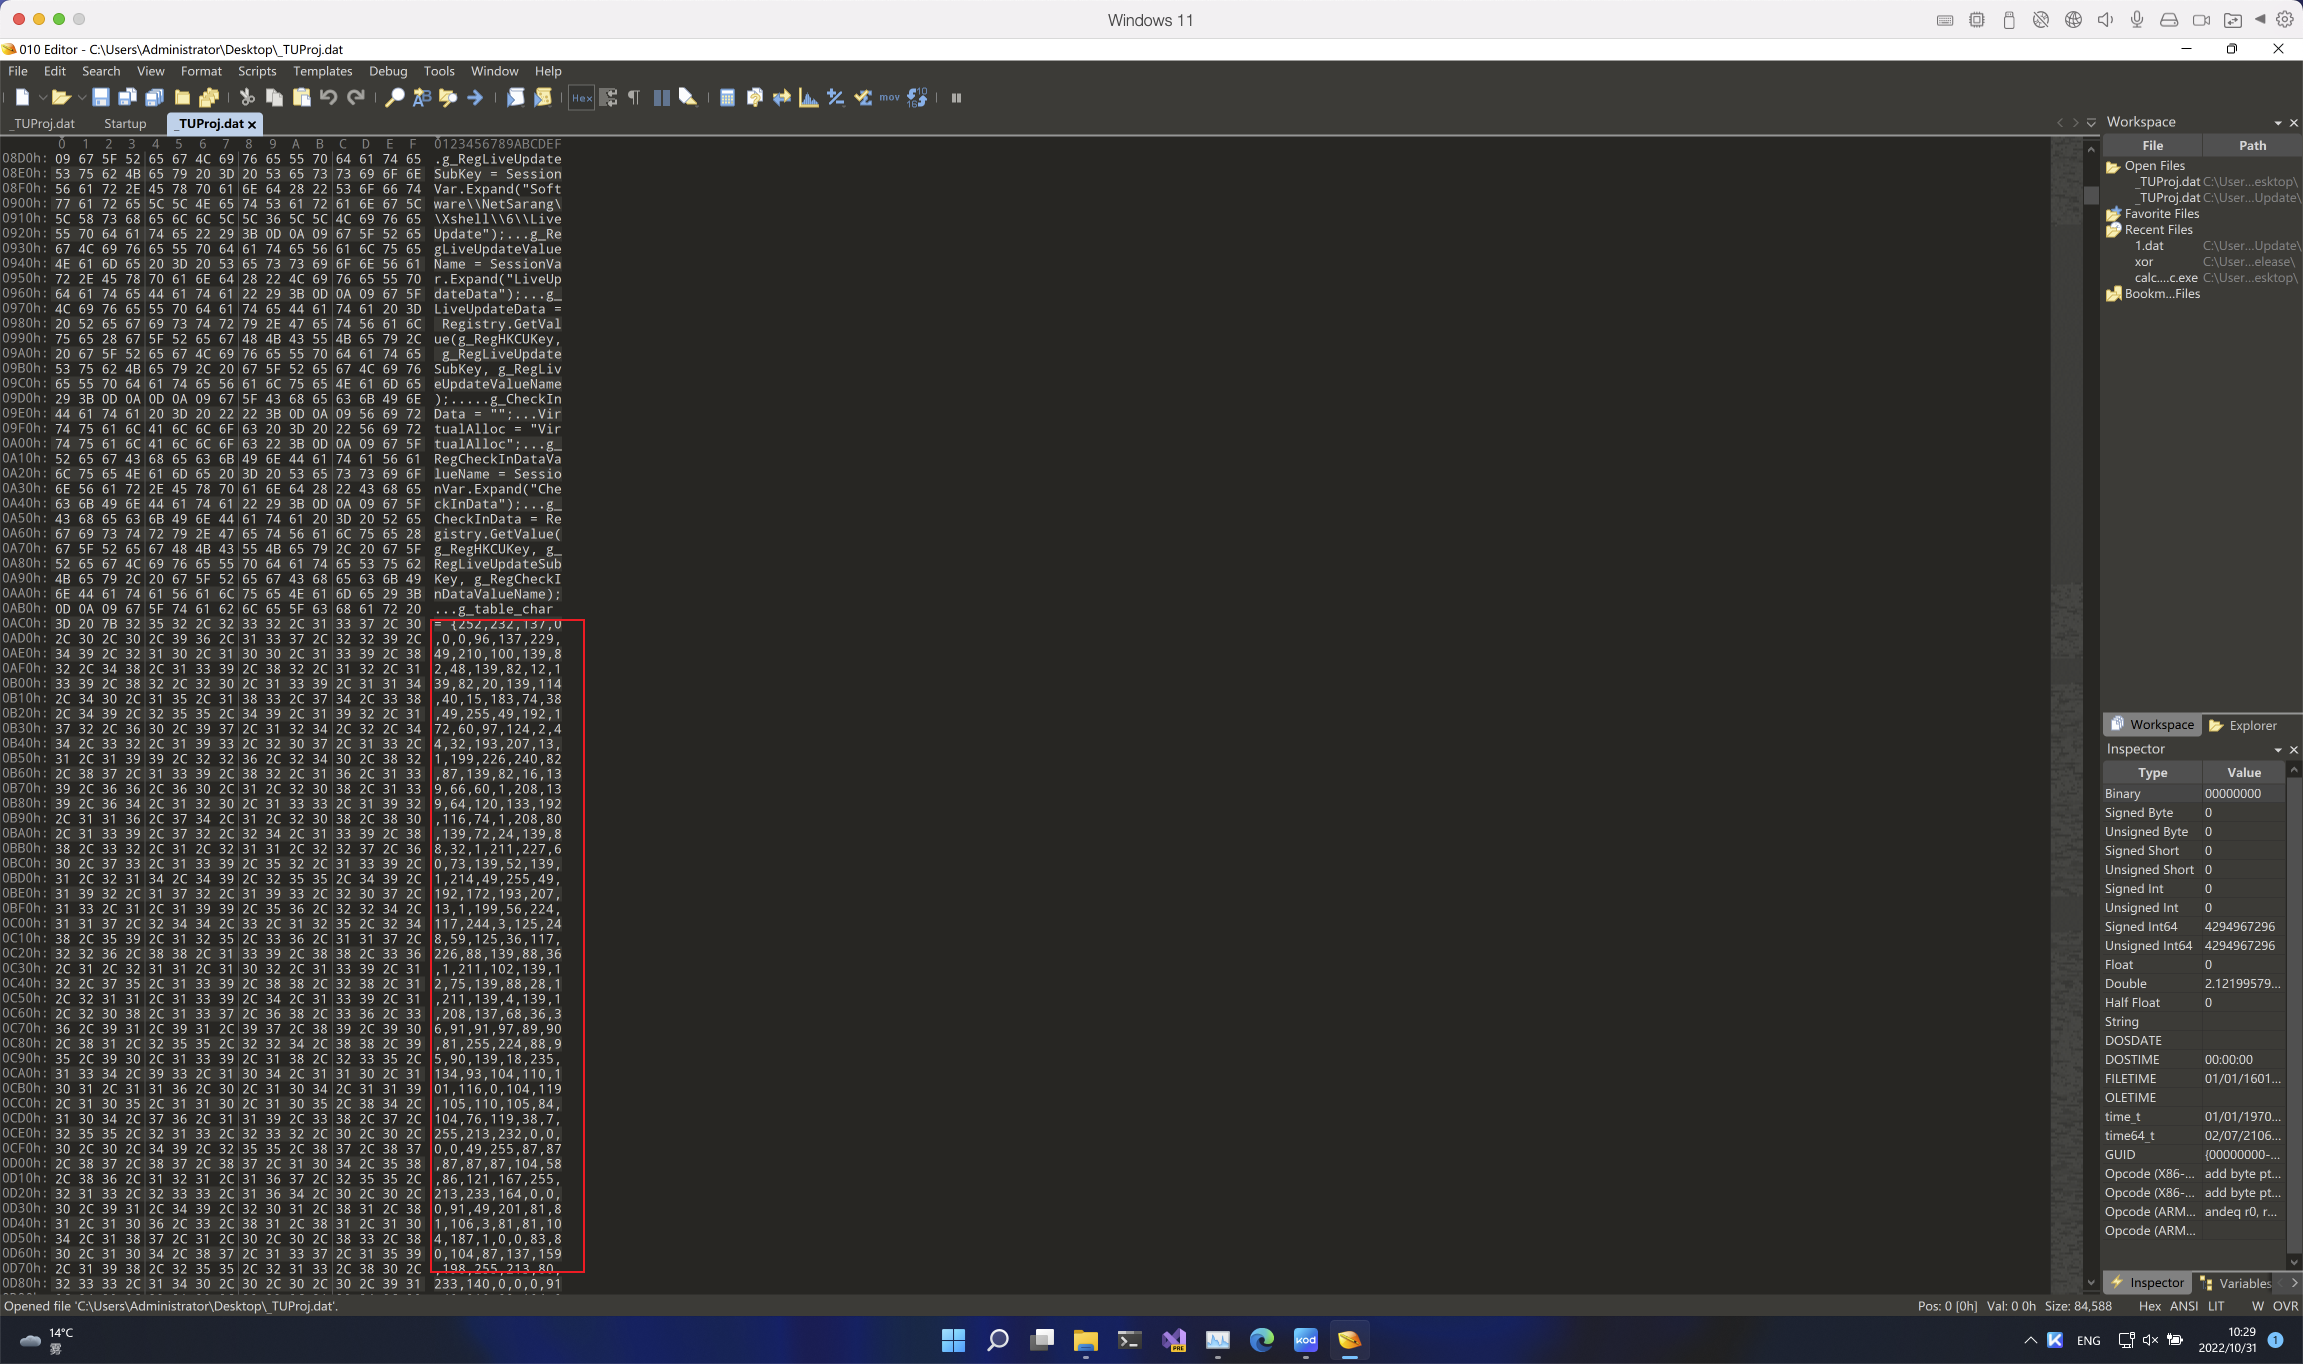 Windows 11
010 Editor - C:\Users\Administrator\Desktop\_TUProj.dat
File Edit Search View Format Scripts Templates Debug Tools Window Help
_TUProj.dat Startup _TUProj.dat
0 1 2 3 4 5 6 7 8 9 A B C D E F 0123456789ABCDEF
08D0h: 09 67 5F 52 65 67 4C 69 76 65 55 70 64 61 74 65 .g_RegLiveUpdate
08E0h: 53 75 62 4B 65 79 20 3D 20 53 65 73 73 69 6F 6E SubKey = Session
08F0h: 56 61 72 2E 45 78 70 61 6E 64 28 22 53 6F 66 74 Var.Expand("Soft
0900h: 77 61 72 65 5C 5C 4E 65 74 53 61 72 61 6E 67 5C ware\\NetSarang\
0910h: 5C 58 73 68 65 6C 6C 5C 5C 36 5C 5C 4C 69 76 65 \Xshell\\6\\Live
0920h: 55 70 64 61 74 65 22 29 3B 0D 0A 09 67 5F 52 65 Update");...g_Re
0930h: 67 4C 69 76 65 55 70 64 61 74 65 56 61 6C 75 65 gLiveUpdateValue
0940h: 4E 61 6D 65 20 3D 20 53 65 73 73 69 6F 6E 56 61 Name = SessionVa
0950h: 72 2E 45 78 70 61 6E 64 28 22 4C 69 76 65 55 70 r.Expand("LiveUp
0960h: 64 61 74 65 44 61 74 61 22 29 3B 0D 0A 09 67 5F dateData");...g_
0970h: 4C 69 76 65 55 70 64 61 74 65 44 61 74 61 20 3D LiveUpdateData =
0980h: 20 52 65 67 69 73 74 72 79 2E 47 65 74 56 61 6C Registry.GetVal
0990h: 75 65 28 67 5F 52 65 67 48 4B 43 55 4B 65 79 2C ue(g_RegHKCUKey,
09A0h: 20 67 5F 52 65 67 4C 69 76 65 55 70 64 61 74 65 g_RegLiveUpdate
09B0h: 53 75 62 4B 65 79 2C 20 67 5F 52 65 67 4C 69 76 SubKey, g_RegLiv
09C0h: 65 55 70 64 61 74 65 56 61 6C 75 65 4E 61 6D 65 eUpdateValueName
09D0h: 29 3B 0D 0A 0D 0A 09 67 5F 43 68 65 63 6B 49 6E );.....g_CheckIn
09E0h: 44 61 74 61 20 3D 20 22 22 3B 0D 0A 09 56 69 72 Data = "";...Vir
09F0h: 74 75 61 6C 41 6C 6C 6F 63 20 3D 20 22 56 69 72 tualAlloc = "Vir
0A00h: 74 75 61 6C 41 6C 6C 6F 63 22 3B 0D 0A 09 67 5F tualAlloc";...g_
0A10h: 52 65 67 43 68 65 63 6B 49 6E 44 61 74 61 56 61 RegCheckInDataVa
0A20h: 6C 75 65 4E 61 6D 65 20 3D 20 53 65 73 73 69 6F lueName = Sessio
0A30h: 6E 56 61 72 2E 45 78 70 61 6E 64 28 22 43 68 65 nVar.Expand("Che
0A40h: 63 6B 49 6E 44 61 74 61 22 29 3B 0D 0A 09 67 5F ckInData");...g_
0A50h: 43 68 65 63 6B 49 6E 44 61 74 61 20 3D 20 52 65 CheckInData = Re
0A60h: 67 69 73 74 72 79 2E 47 65 74 56 61 6C 75 65 28 gistry.GetValue(
0A70h: 67 5F 52 65 67 48 4B 43 55 4B 65 79 2C 20 67 5F g_RegHKCUKey, g_
0A80h: 52 65 67 4C 69 76 65 55 70 64 61 74 65 53 75 62 RegLiveUpdateSub
0A90h: 4B 65 79 2C 20 67 5F 52 65 67 43 68 65 63 6B 49 Key, g_RegCheckI
0AA0h: 6E 44 61 74 61 56 61 6C 75 65 4E 61 6D 65 29 3B nDataValueName);
0AB0h: 0D 0A 09 67 5F 74 61 62 6C 65 5F 63 68 61 72 20 ...g_table_char
0AC0h: 3D 20 7B 32 35 32 2C 32 33 32 2C 31 33 37 2C 30 = {252,232,137,0
0AD0h: 2C 30 2C 30 2C 39 36 2C 31 33 37 2C 32 32 39 2C ,0,0,96,137,229,
0AE0h: 34 39 2C 32 31 30 2C 31 30 30 2C 31 33 39 2C 38 49,210,100,139,8
0AF0h: 32 2C 34 38 2C 31 33 39 2C 38 32 2C 31 32 2C 31 2,48,139,82,12,1
0B00h: 33 39 2C 38 32 2C 32 30 2C 31 33 39 2C 31 31 34 39,82,20,139,114
0B10h: 2C 34 30 2C 31 35 2C 31 38 33 2C 37 34 2C 33 38 ,40,15,183,74,38
0B20h: 2C 34 39 2C 32 35 35 2C 34 39 2C 31 39 32 2C 31 ,49,255,49,192,1
0B30h: 37 32 2C 36 30 2C 39 37 2C 31 32 34 2C 32 2C 34 72,60,97,124,2,4
0B40h: 34 2C 33 32 2C 31 39 33 2C 32 30 37 2C 31 33 2C 4,32,193,207,13,
0B50h: 31 2C 31 39 39 2C 32 32 36 2C 32 34 30 2C 38 32 1,199,226,240,82
0B60h: 2C 38 37 2C 31 33 39 2C 38 32 2C 31 36 2C 31 33 ,87,139,82,16,13
0B70h: 39 2C 36 36 2C 36 30 2C 31 2C 32 30 38 2C 31 33 9,66,60,1,208,13
0B80h: 39 2C 36 34 2C 31 32 30 2C 31 33 33 2C 31 39 32 9,64,120,133,192
0B90h: 2C 31 31 36 2C 37 34 2C 31 2C 32 30 38 2C 38 30 ,116,74,1,208,80
0BA0h: 2C 31 33 39 2C 37 32 2C 32 34 2C 31 33 39 2C 38 ,139,72,24,139,8
0BB0h: 38 2C 33 32 2C 31 2C 32 31 31 2C 32 32 37 2C 36 8,32,1,211,227,6
0BC0h: 30 2C 37 33 2C 31 33 39 2C 35 32 2C 31 33 39 2C 0,73,139,52,139,
0BD0h: 31 2C 32 31 34 2C 34 39 2C 32 35 35 2C 34 39 2C 1,214,49,255,49,
0BE0h: 31 39 32 2C 31 37 32 2C 31 39 33 2C 32 30 37 2C 192,172,193,207,
0BF0h: 31 33 2C 31 2C 31 39 39 2C 35 36 2C 32 32 34 2C 13,1,199,56,224,
0C00h: 31 31 37 2C 32 34 34 2C 33 2C 31 32 35 2C 32 34 117,244,3,125,24
0C10h: 38 2C 35 39 2C 31 32 35 2C 33 36 2C 31 31 37 2C 8,59,125,36,117,
0C20h: 32 32 36 2C 38 38 2C 31 33 39 2C 38 38 2C 33 36 226,88,139,88,36
0C30h: 2C 31 2C 32 31 31 2C 31 30 32 2C 31 33 39 2C 31 ,1,211,102,139,1
0C40h: 32 2C 37 35 2C 31 33 39 2C 38 38 2C 32 38 2C 31 2,75,139,88,28,1
0C50h: 2C 32 31 31 2C 31 33 39 2C 34 2C 31 33 39 2C 31 ,211,139,4,139,1
0C60h: 2C 32 30 38 2C 31 33 37 2C 36 38 2C 33 36 2C 33 ,208,137,68,36,3
0C70h: 36 2C 39 31 2C 39 31 2C 39 37 2C 38 39 2C 39 30 6,91,91,97,89,90
0C80h: 2C 38 31 2C 32 35 35 2C 32 32 34 2C 38 38 2C 39 ,81,255,224,88,9
0C90h: 35 2C 39 30 2C 31 33 39 2C 31 38 2C 32 33 35 2C 5,90,139,18,235,
0CA0h: 31 33 34 2C 39 33 2C 31 30 34 2C 31 31 30 2C 31 134,93,104,110,1
0CB0h: 30 31 2C 31 31 36 2C 30 2C 31 30 34 2C 31 31 39 01,116,0,104,119
0CC0h: 2C 31 30 35 2C 31 31 30 2C 31 30 35 2C 38 34 2C ,105,110,105,84,
0CD0h: 31 30 34 2C 37 36 2C 31 31 39 2C 33 38 2C 37 2C 104,76,119,38,7,
0CE0h: 32 35 35 2C 32 31 33 2C 32 33 32 2C 30 2C 30 2C 255,213,232,0,0,
0CF0h: 30 2C 30 2C 34 39 2C 32 35 35 2C 38 37 2C 38 37 0,0,49,255,87,87
0D00h: 2C 38 37 2C 38 37 2C 38 37 2C 31 30 34 2C 35 38 ,87,87,87,104,58
0D10h: 2C 38 36 2C 31 32 31 2C 31 36 37 2C 32 35 35 2C ,86,121,167,255,
0D20h: 32 31 33 2C 32 33 33 2C 31 36 34 2C 30 2C 30 2C 213,233,164,0,0,
0D30h: 30 2C 39 31 2C 34 39 2C 32 30 31 2C 38 31 2C 38 0,91,49,201,81,8
0D40h: 31 2C 31 30 36 2C 33 2C 38 31 2C 38 31 2C 31 30 1,106,3,81,81,10
0D50h: 34 2C 31 38 37 2C 31 2C 30 2C 30 2C 38 33 2C 38 4,187,1,0,0,83,8
0D60h: 30 2C 31 30 34 2C 38 37 2C 31 33 37 2C 31 35 39 0,104,87,137,159
0D70h: 2C 31 39 38 2C 32 35 35 2C 32 31 33 2C 38 30 2C ,198,255,213,80,
0D80h: 32 33 33 2C 31 34 30 2C 30 2C 30 2C 30 2C 39 31 233,140,0,0,0,91
Workspace
File Path
Open Files
_TUProj.dat C:\User...esktop\
_TUProj.dat C:\User...Update\
Favorite Files
Recent Files
1.dat C:\User...Update\
xor C:\User...elease\
calc....c.exe C:\User...esktop\
Bookm...Files
Workspace Explorer
Inspector
Type Value
Binary 00000000
Signed Byte 0
Unsigned Byte 0
Signed Short 0
Unsigned Short 0
Signed Int 0
Unsigned Int 0
Signed Int64 4294967296
Unsigned Int64 4294967296
Float 0
Double 2.12199579...
Half Float 0
String
DOSDATE
DOSTIME 00:00:00
FILETIME 01/01/1601...
OLETIME
time_t 01/01/1970...
time64_t 02/07/2106...
GUID {00000000-...
Opcode (X86-... add byte pt...
Opcode (X86-... add byte pt...
Opcode (ARM... andeq r0, r...
Opcode (ARM...
Inspector Variables
Opened file 'C:\Users\Administrator\Desktop\_TUProj.dat'.
Pos: 0 [0h] Val: 0 0h Size: 84,588 Hex ANSI LIT W OVR
14°C
雾
ENG
10:29
2022/10/31
1